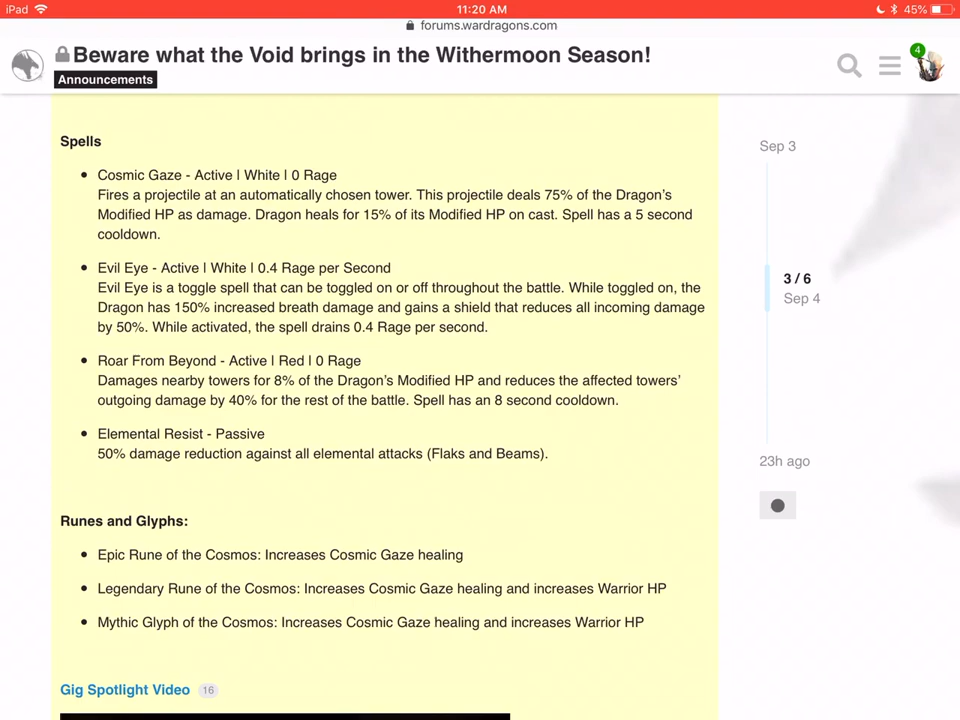 iPad 11:20 AM 45%
forums.wardragons.com
Beware what the Void brings in the Withermoon Season!
4
Announcements
Spells
Sep 3
Cosmic Gaze - Active | White | 0 Rage
Fires a projectile at an automatically chosen tower. This projectile deals 75% of the Dragon's
Modified HP as damage. Dragon heals for 15% of its Modified HP on cast. Spell has a 5 second
cooldown.
Evil Eye - Active | White | 0.4 Rage per Second
Evil Eye is a toggle spell that can be toggled on or off throughout the battle. While toggled on, the
Dragon has 150% increased breath damage and gains a shield that reduces all incoming damage
by 50%. While activated, the spell drains 0.4 Rage per second.
3 / 6
Sep 4
Roar From Beyond - Active | Red | 0 Rage
Damages nearby towers for 8% of the Dragon's Modified HP and reduces the affected towers'
outgoing damage by 40% for the rest of the battle. Spell has an 8 second cooldown.
Elemental Resist - Passive
50% damage reduction against all elemental attacks (Flaks and Beams).
23h ago
Runes and Glyphs:
Epic Rune of the Cosmos: Increases Cosmic Gaze healing
Legendary Rune of the Cosmos: Increases Cosmic Gaze healing and increases Warrior HP
Mythic Glyph of the Cosmos: Increases Cosmic Gaze healing and increases Warrior HP
Gig Spotlight Video 16